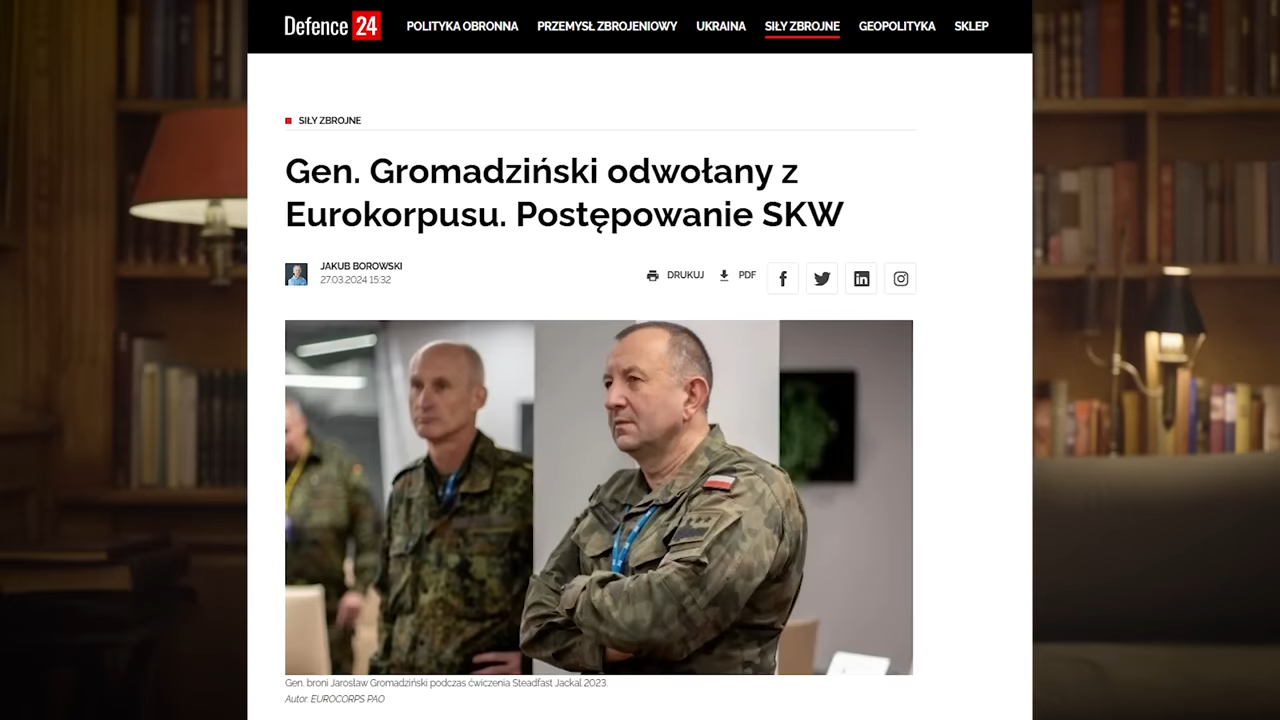 Defence 24 POLITYKA OBRONNA PRZEMYSŁ ZBROJENIOWY UKRAINA SIŁY ZBROJNE GEOPOLITYKA SKLEP
SIŁY ZBROJNE
Gen. Gromadziński odwołany z
Eurokorpusu. Postępowanie SKW
JAKUB BOROWSKI
27.03.2024 15:32
DRUKUJ PDF
Gen. broni Jarosław Gromadziński podczas ćwiczenia Steadfast Jackal 2023.
Autor. EUROCORPS PAO